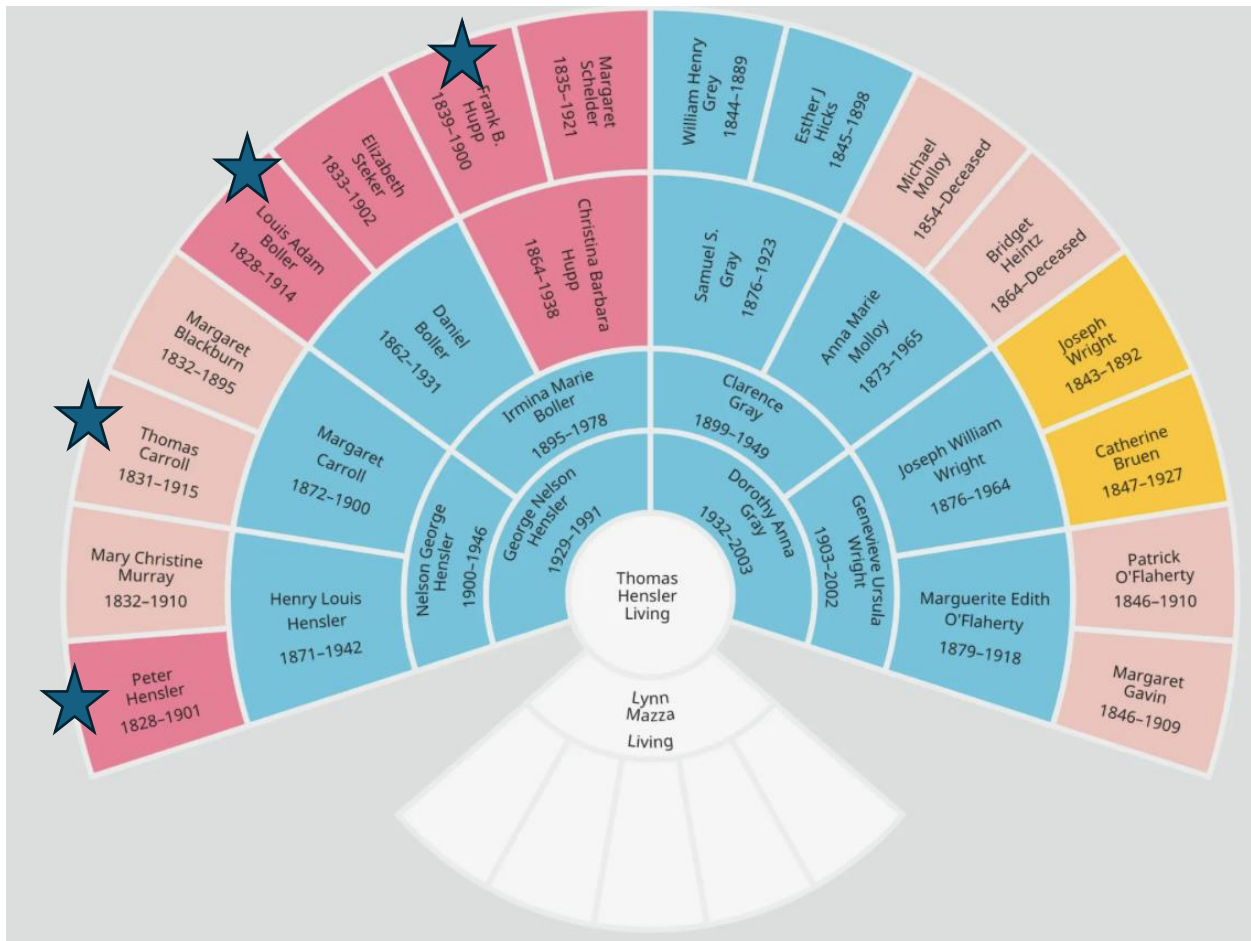 Peter
Hensler
1828–1901
Mary Christine
Murray
1832–1910
Thomas
Carroll
1831–1915
Margaret
Blackburn
1832–1895
Louis Adam
Boller
1828–1914
Elizabeth
Steker
1833–1902
Frank B.
Hupp
1839–1900
Margaret
Schelder
1835–1921
William Henry
Grey
1844–1889
Esther J
Hicks
1845–1898
Michael
Molloy
1854–Deceased
Bridget
Heintz
1864–Deceased
Joseph
Wright
1843–1892
Catherine
Bruen
1847–1927
Patrick
O'Flaherty
1846–1910
Margaret
Gavin
1846–1909
Henry Louis
Hensler
1871–1942
Margaret
Carroll
1872–1900
Daniel
Boller
1862–1931
Christina Barbara
Hupp
1864–1938
Samuel S.
Gray
1876–1923
Anna Marie
Molloy
1873–1965
Joseph William
Wright
1876–1964
Marguerite Edith
O'Flaherty
1879–1918
Nelson George
Hensler
1900–1946
Irmina Marie
Boller
1895–1978
Clarence
Gray
1899–1949
Genevieve Ursula
Wright
1903–2002
George Nelson
Hensler
1929–1991
Dorothy Anna
Gray
1932–2003
Thomas
Hensler
Living
Lynn
Mazza
Living